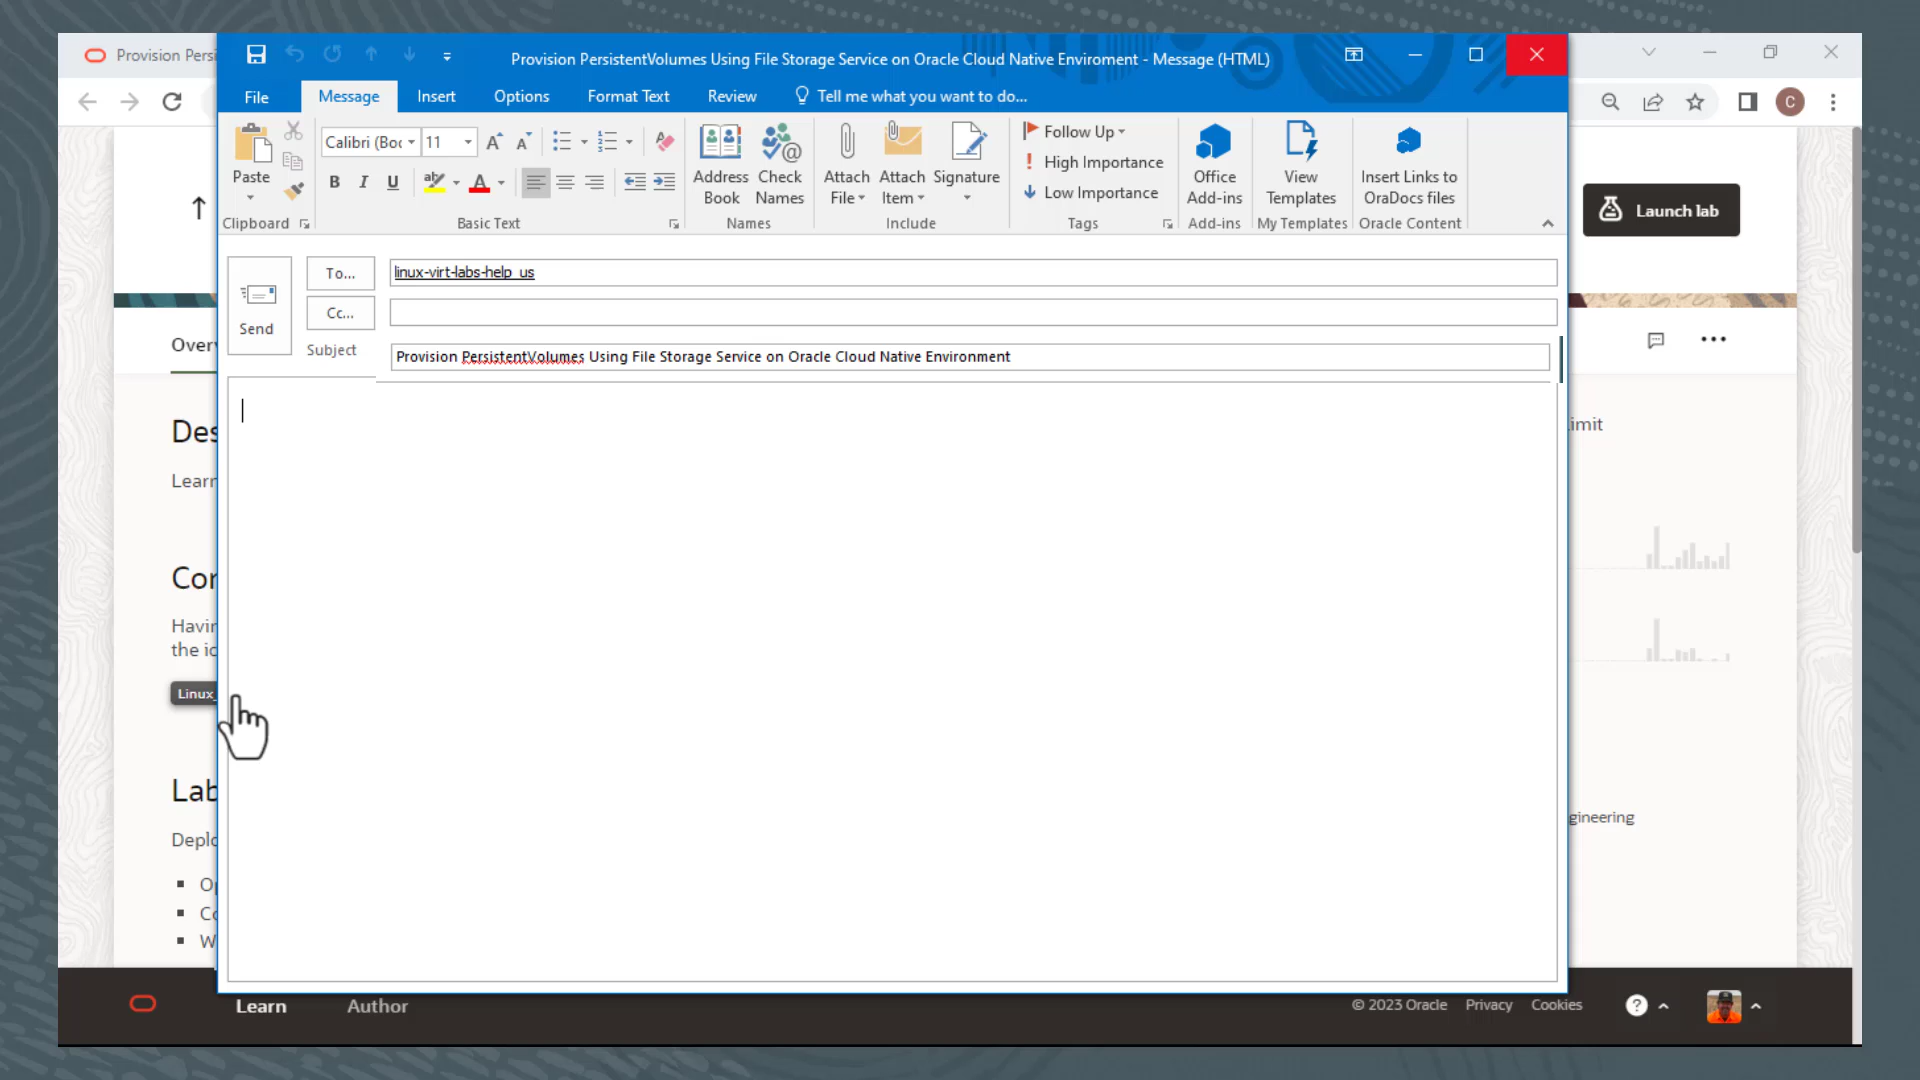 Provision Persi
Provision PersistentVolumes Using File Storage Service on Oracle Cloud Native Enviroment - Message (HTML)
File
Message
Insert
Options
Format Text
Review
Tell me what you want to do...
C
Paste
Calibri (Boc
11
B I U
Address Book
Check Names
Attach File
Attach Item
Signature
Follow Up
High Importance
Low Importance
Office Add-ins
View Templates
Insert Links to OraDocs files
Clipboard
Basic Text
Names
Include
Tags
Add-ins
My Templates
Oracle Content
Launch lab
Send
To...
linux-virt-labs-help_us
Cc...
Subject
Provision PersistentVolumes Using File Storage Service on Oracle Cloud Native Environment
Over
Des
Learn
Cor
Havin
the ic
Linux_
Lab
Deplo
Op
Co
W
imit
gineering
Learn
Author
© 2023 Oracle
Privacy
Cookies
?